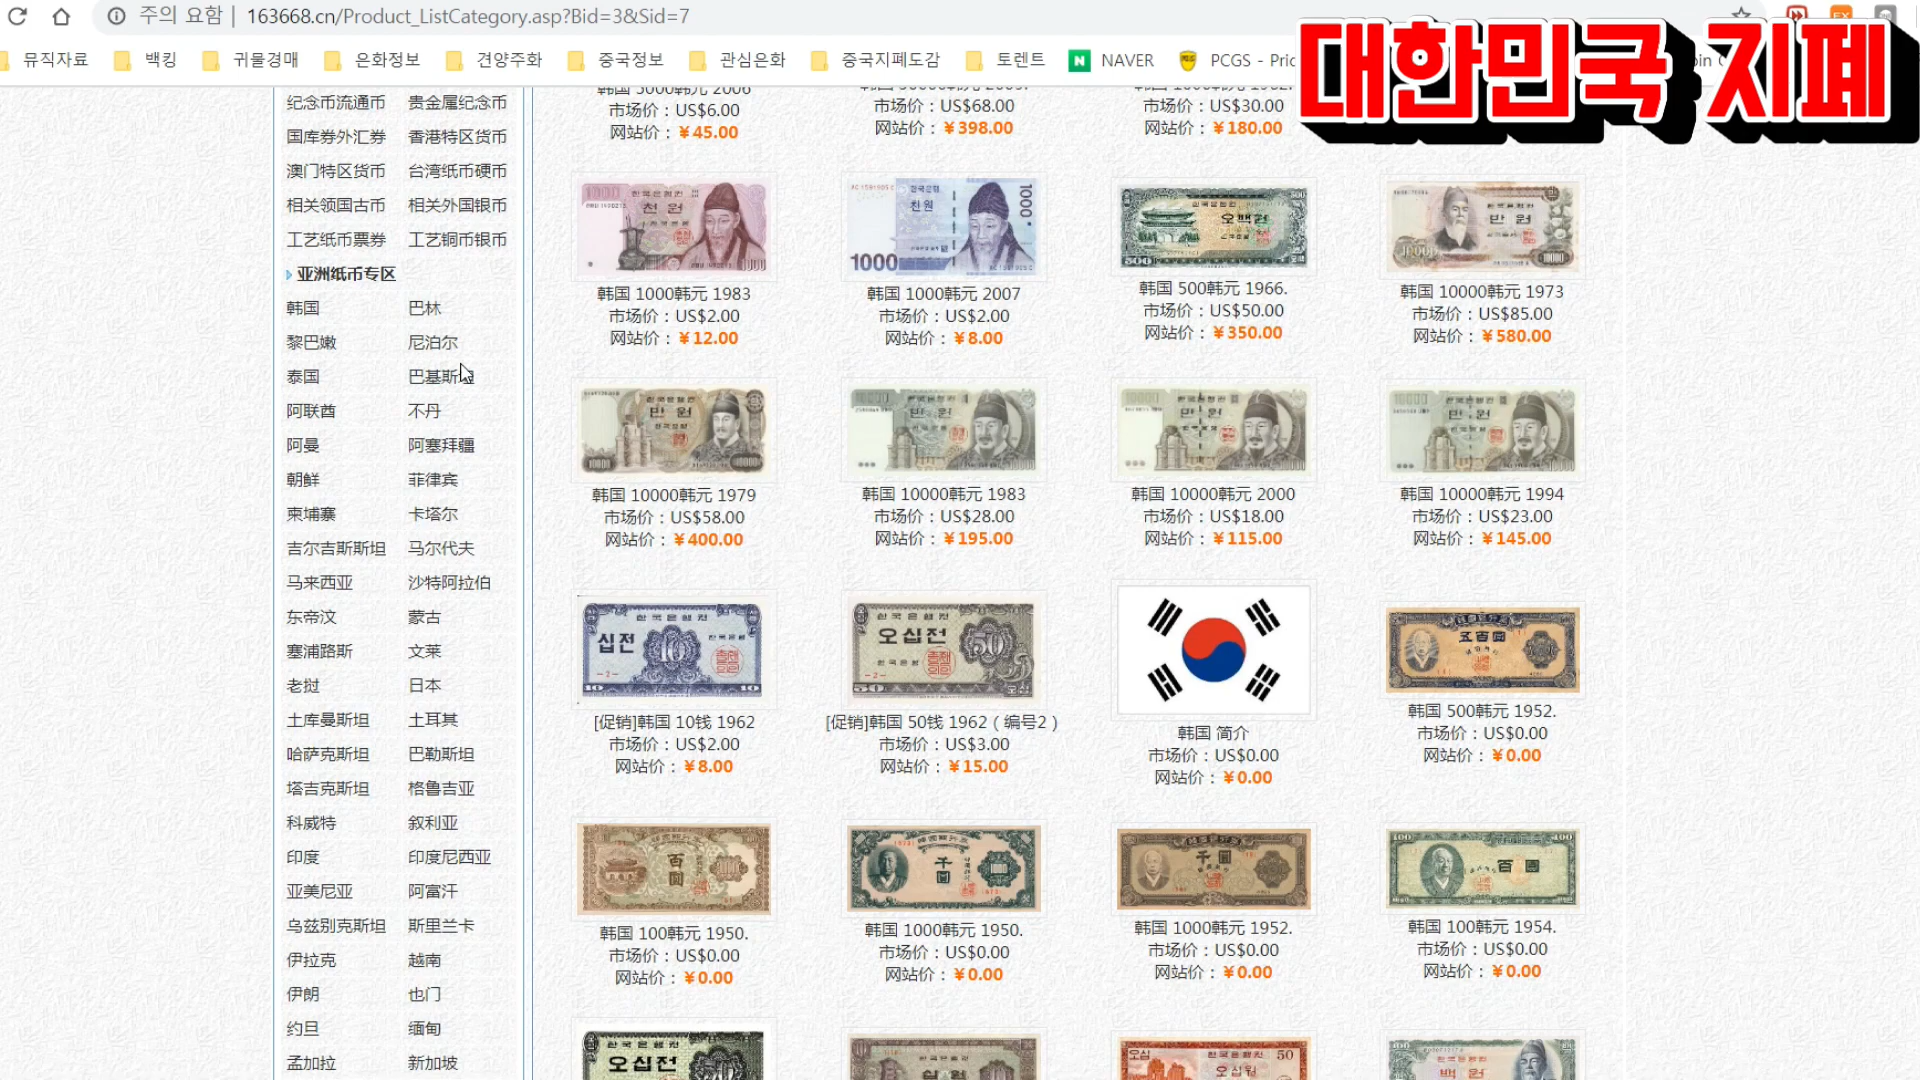 주의 요함 163668.cn/Product_ListCategory.asp?Bid=3&Sid=7
뮤직자료 백킹 귀물경매 은화정보 견양주화 중국정보 관심은화 중국지폐도감 토렌트 NAVER PCGS - Pric
대한민국 지폐
纪念币流通币 贵金属纪念币
国库券外汇券 香港特区货币
澳门特区货币 台湾纸币硬币
相关领国古币 相关外国银币
工艺纸币票券 工艺铜币银币
亚洲纸币专区
韩国 巴林
黎巴嫩 尼泊尔
泰国 巴基斯坦
阿联酋 不丹
阿曼 阿塞拜疆
朝鲜 菲律宾
柬埔寨 卡塔尔
吉尔吉斯斯坦 马尔代夫
马来西亚 沙特阿拉伯
东帝汶 蒙古
塞浦路斯 文莱
老挝 日本
土库曼斯坦 土耳其
哈萨克斯坦 巴勒斯坦
塔吉克斯坦 格鲁吉亚
科威特 叙利亚
印度 印度尼西亚
亚美尼亚 阿富汗
乌兹别克斯坦 斯里兰卡
伊拉克 越南
伊朗 也门
约旦 缅甸
孟加拉 新加坡
市场价：US$6.00
网站价：￥45.00
市场价：US$68.00
网站价：￥398.00
市场价：US$30.00
网站价：￥180.00
韩国 1000韩元 1983
市场价：US$2.00
网站价：￥12.00
韩国 1000韩元 2007
市场价：US$2.00
网站价：￥8.00
韩国 500韩元 1966.
市场价：US$50.00
网站价：￥350.00
韩国 10000韩元 1973
市场价：US$85.00
网站价：￥580.00
韩国 10000韩元 1979
市场价：US$58.00
网站价：￥400.00
韩国 10000韩元 1983
市场价：US$28.00
网站价：￥195.00
韩国 10000韩元 2000
市场价：US$18.00
网站价：￥115.00
韩国 10000韩元 1994
市场价：US$23.00
网站价：￥145.00
[促销]韩国 10钱 1962
市场价：US$2.00
网站价：￥8.00
[促销]韩国 50钱 1962（编号2）
市场价：US$3.00
网站价：￥15.00
韩国 简介
市场价：US$0.00
网站价：￥0.00
韩国 500韩元 1952.
市场价：US$0.00
网站价：￥0.00
韩国 100韩元 1950.
市场价：US$0.00
网站价：￥0.00
韩国 1000韩元 1950.
市场价：US$0.00
网站价：￥0.00
韩国 1000韩元 1952.
市场价：US$0.00
网站价：￥0.00
韩国 100韩元 1954.
市场价：US$0.00
网站价：￥0.00